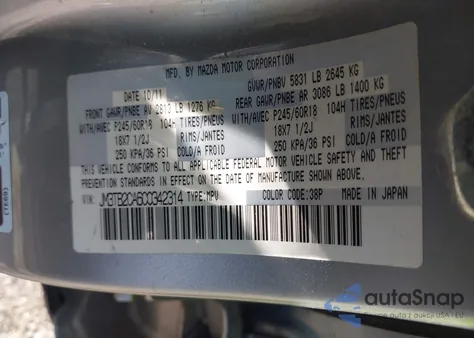 MFD. BY MAZDA MOTOR CORPORATION
DATE 10/11 GVWR/PNBV 5831 LB 2645 KG
FRONT GAWR/PNBE AV 2813 LB 1276 KG REAR GAWR/PNBE AR 3086 LB 1400 KG
WITH/AVEC P245/60R18 104H TIRES/PNEUS WITH/AVEC P245/60R18 104H TIRES/PNEUS
18X7 1/2J RIMS/JANTES 18X7 1/2J RIMS/JANTES
250 KPA/36 PSI COLD/A FROID 250 KPA/36 PSI COLD/A FROID
THIS VEHICLE CONFORMS TO ALL APPLICABLE FEDERAL MOTOR VEHICLE SAFETY AND THEFT
PREVENTION STANDARDS IN EFFECT ON THE DATE OF MANUFACTURE SHOWN ABOVE.
VIN: JM3TB2CA6C0342314 TYPE:MPV COLOR CODE:38P MADE IN JAPAN
autoSnap
Auto snap z aukcji USA i